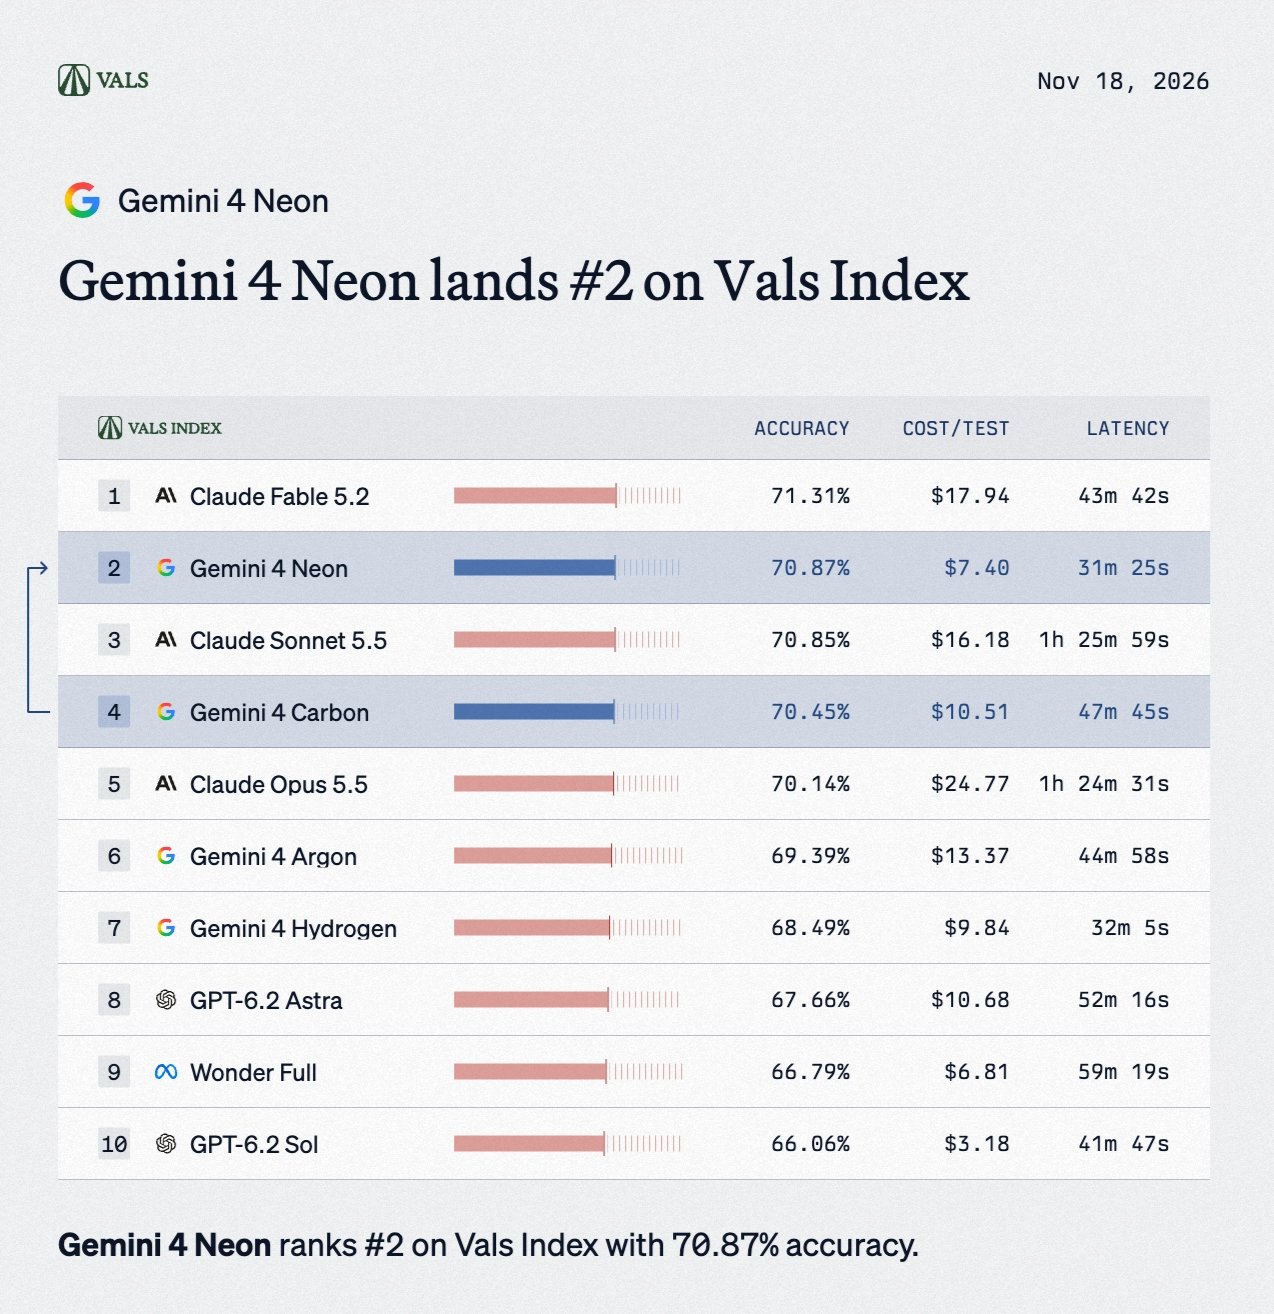 VALS
Nov 18, 2026
Gemini 4 Neon
Gemini 4 Neon lands #2 on Vals Index
VALS INDEX ACCURACY COST/TEST LATENCY
1 Claude Fable 5.2 71.31% $17.94 43m 42s
2 Gemini 4 Neon 70.87% $7.40 31m 25s
3 Claude Sonnet 5.5 70.85% $16.18 1h 25m 59s
4 Gemini 4 Carbon 70.45% $10.51 47m 45s
5 Claude Opus 5.5 70.14% $24.77 1h 24m 31s
6 Gemini 4 Argon 69.39% $13.37 44m 58s
7 Gemini 4 Hydrogen 68.49% $9.84 32m 5s
8 GPT-6.2 Astra 67.66% $10.68 52m 16s
9 Wonder Full 66.79% $6.81 59m 19s
10 GPT-6.2 Sol 66.06% $3.18 41m 47s
Gemini 4 Neon ranks #2 on Vals Index with 70.87% accuracy.